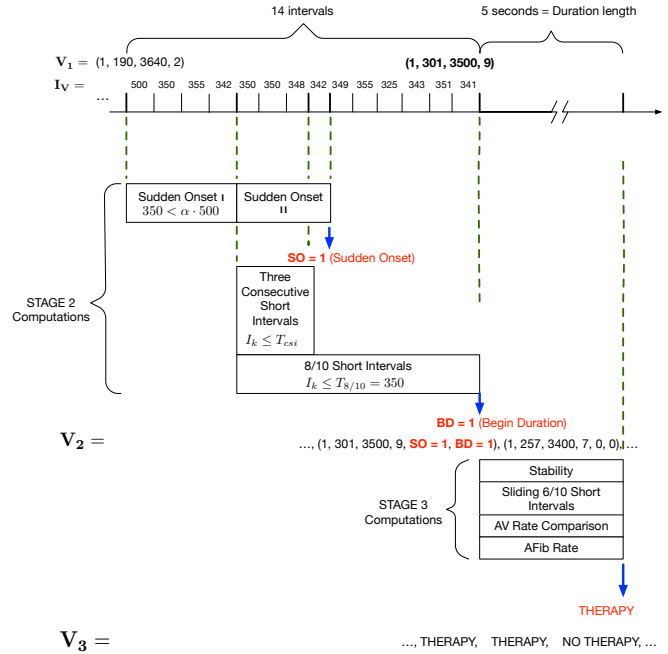 14 intervals
5 seconds = Duration length
V₁ = (1, 190, 3640, 2)
(1, 301, 3500, 9)
I_V =
... 500 350 355 342 350 350 348 342 349 355 325 343 351 341
Sudden Onset I
350 < α · 500
Sudden Onset
II
SO = 1 (Sudden Onset)
Three
Consecutive
Short
Intervals
I_k ≤ T_csi
STAGE 2
Computations
8/10 Short Intervals
I_k ≤ T_8/10 = 350
BD = 1 (Begin Duration)
V₂ =
..., (1, 301, 3500, 9, SO = 1, BD = 1), (1, 257, 3400, 7, 0, 0), ...
Stability
Sliding 6/10 Short
Intervals
AV Rate Comparison
AFib Rate
STAGE 3
Computations
THERAPY
V₃ =
..., THERAPY, THERAPY, NO THERAPY, ...